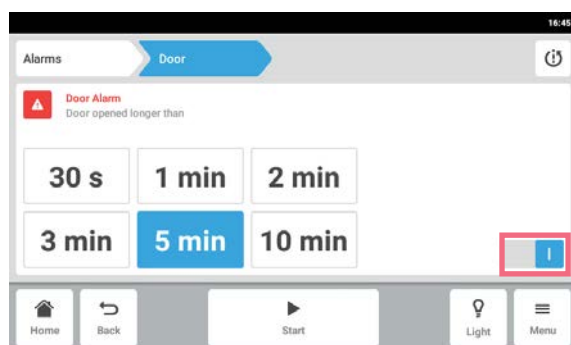 16:45
Alarms
Door
Door Alarm
Door opened longer than
30 s
1 min
2 min
3 min
5 min
10 min
Home
Back
Start
Light
Menu